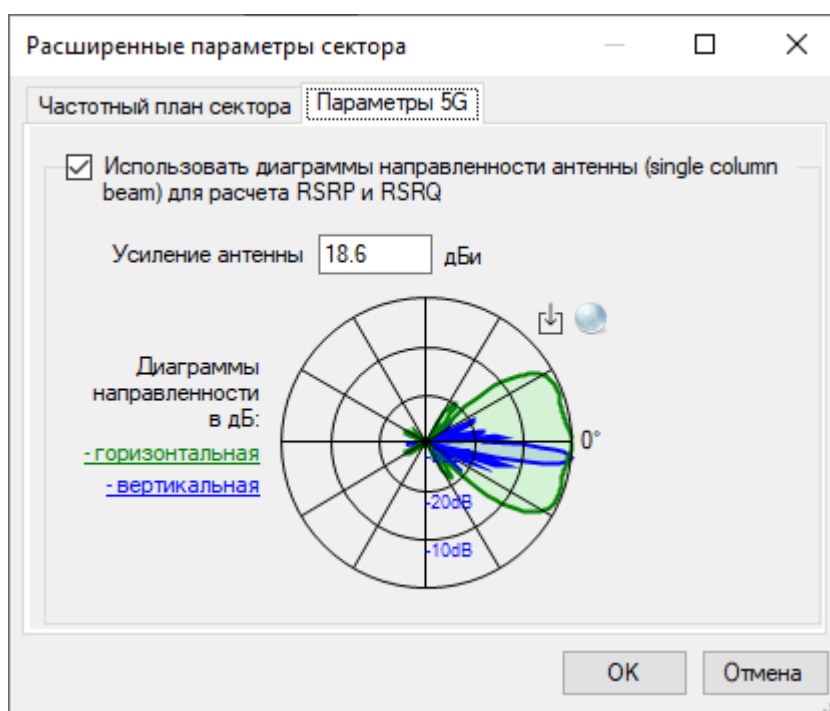 Расширенные параметры сектора
Частотный план сектора
Параметры 5G
Использовать диаграммы направленности антенны (single column
beam) для расчета RSRP и RSRQ
Усиление антенны 18.6 дБи
Диаграммы
направленности
в дБ:
- горизонтальная
- вертикальная
0°
-20dB
-10dB
OK
Отмена